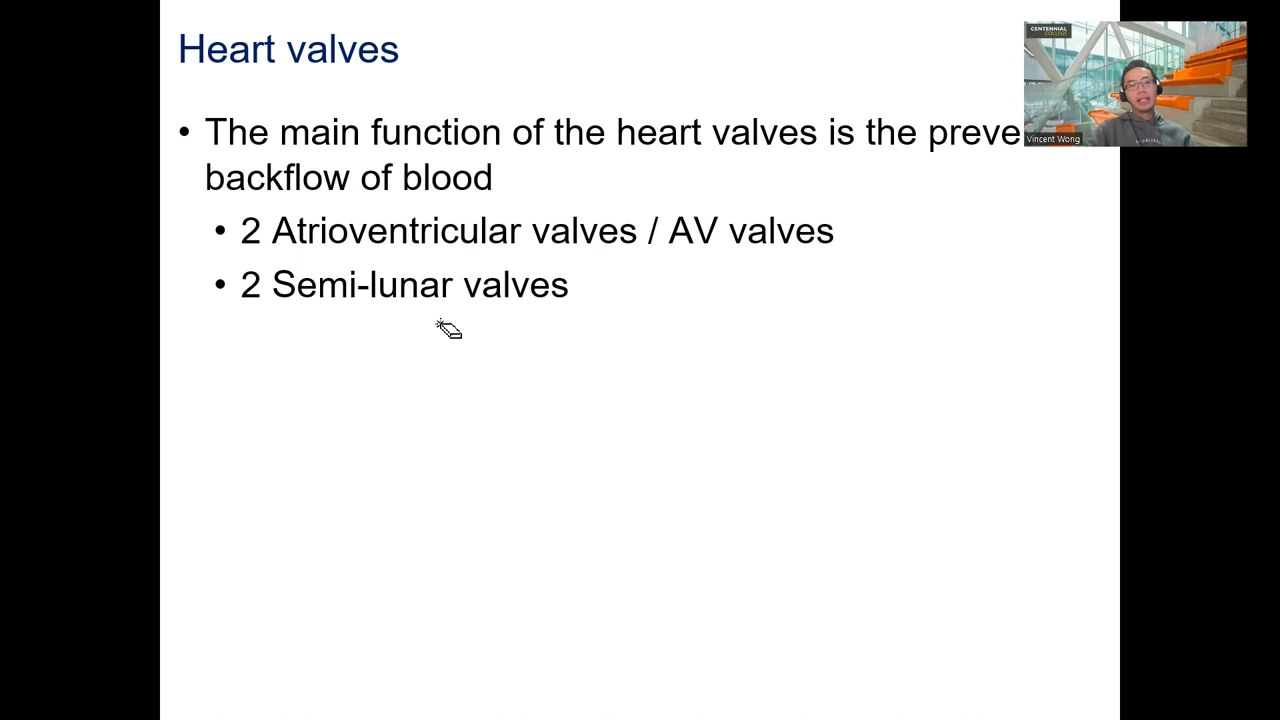 Heart valves
• The main function of the heart valves is the preve
backflow of blood
• 2 Atrioventricular valves / AV valves
• 2 Semi-lunar valves
CENTENNIAL
COLLEGE
Vincent Wong